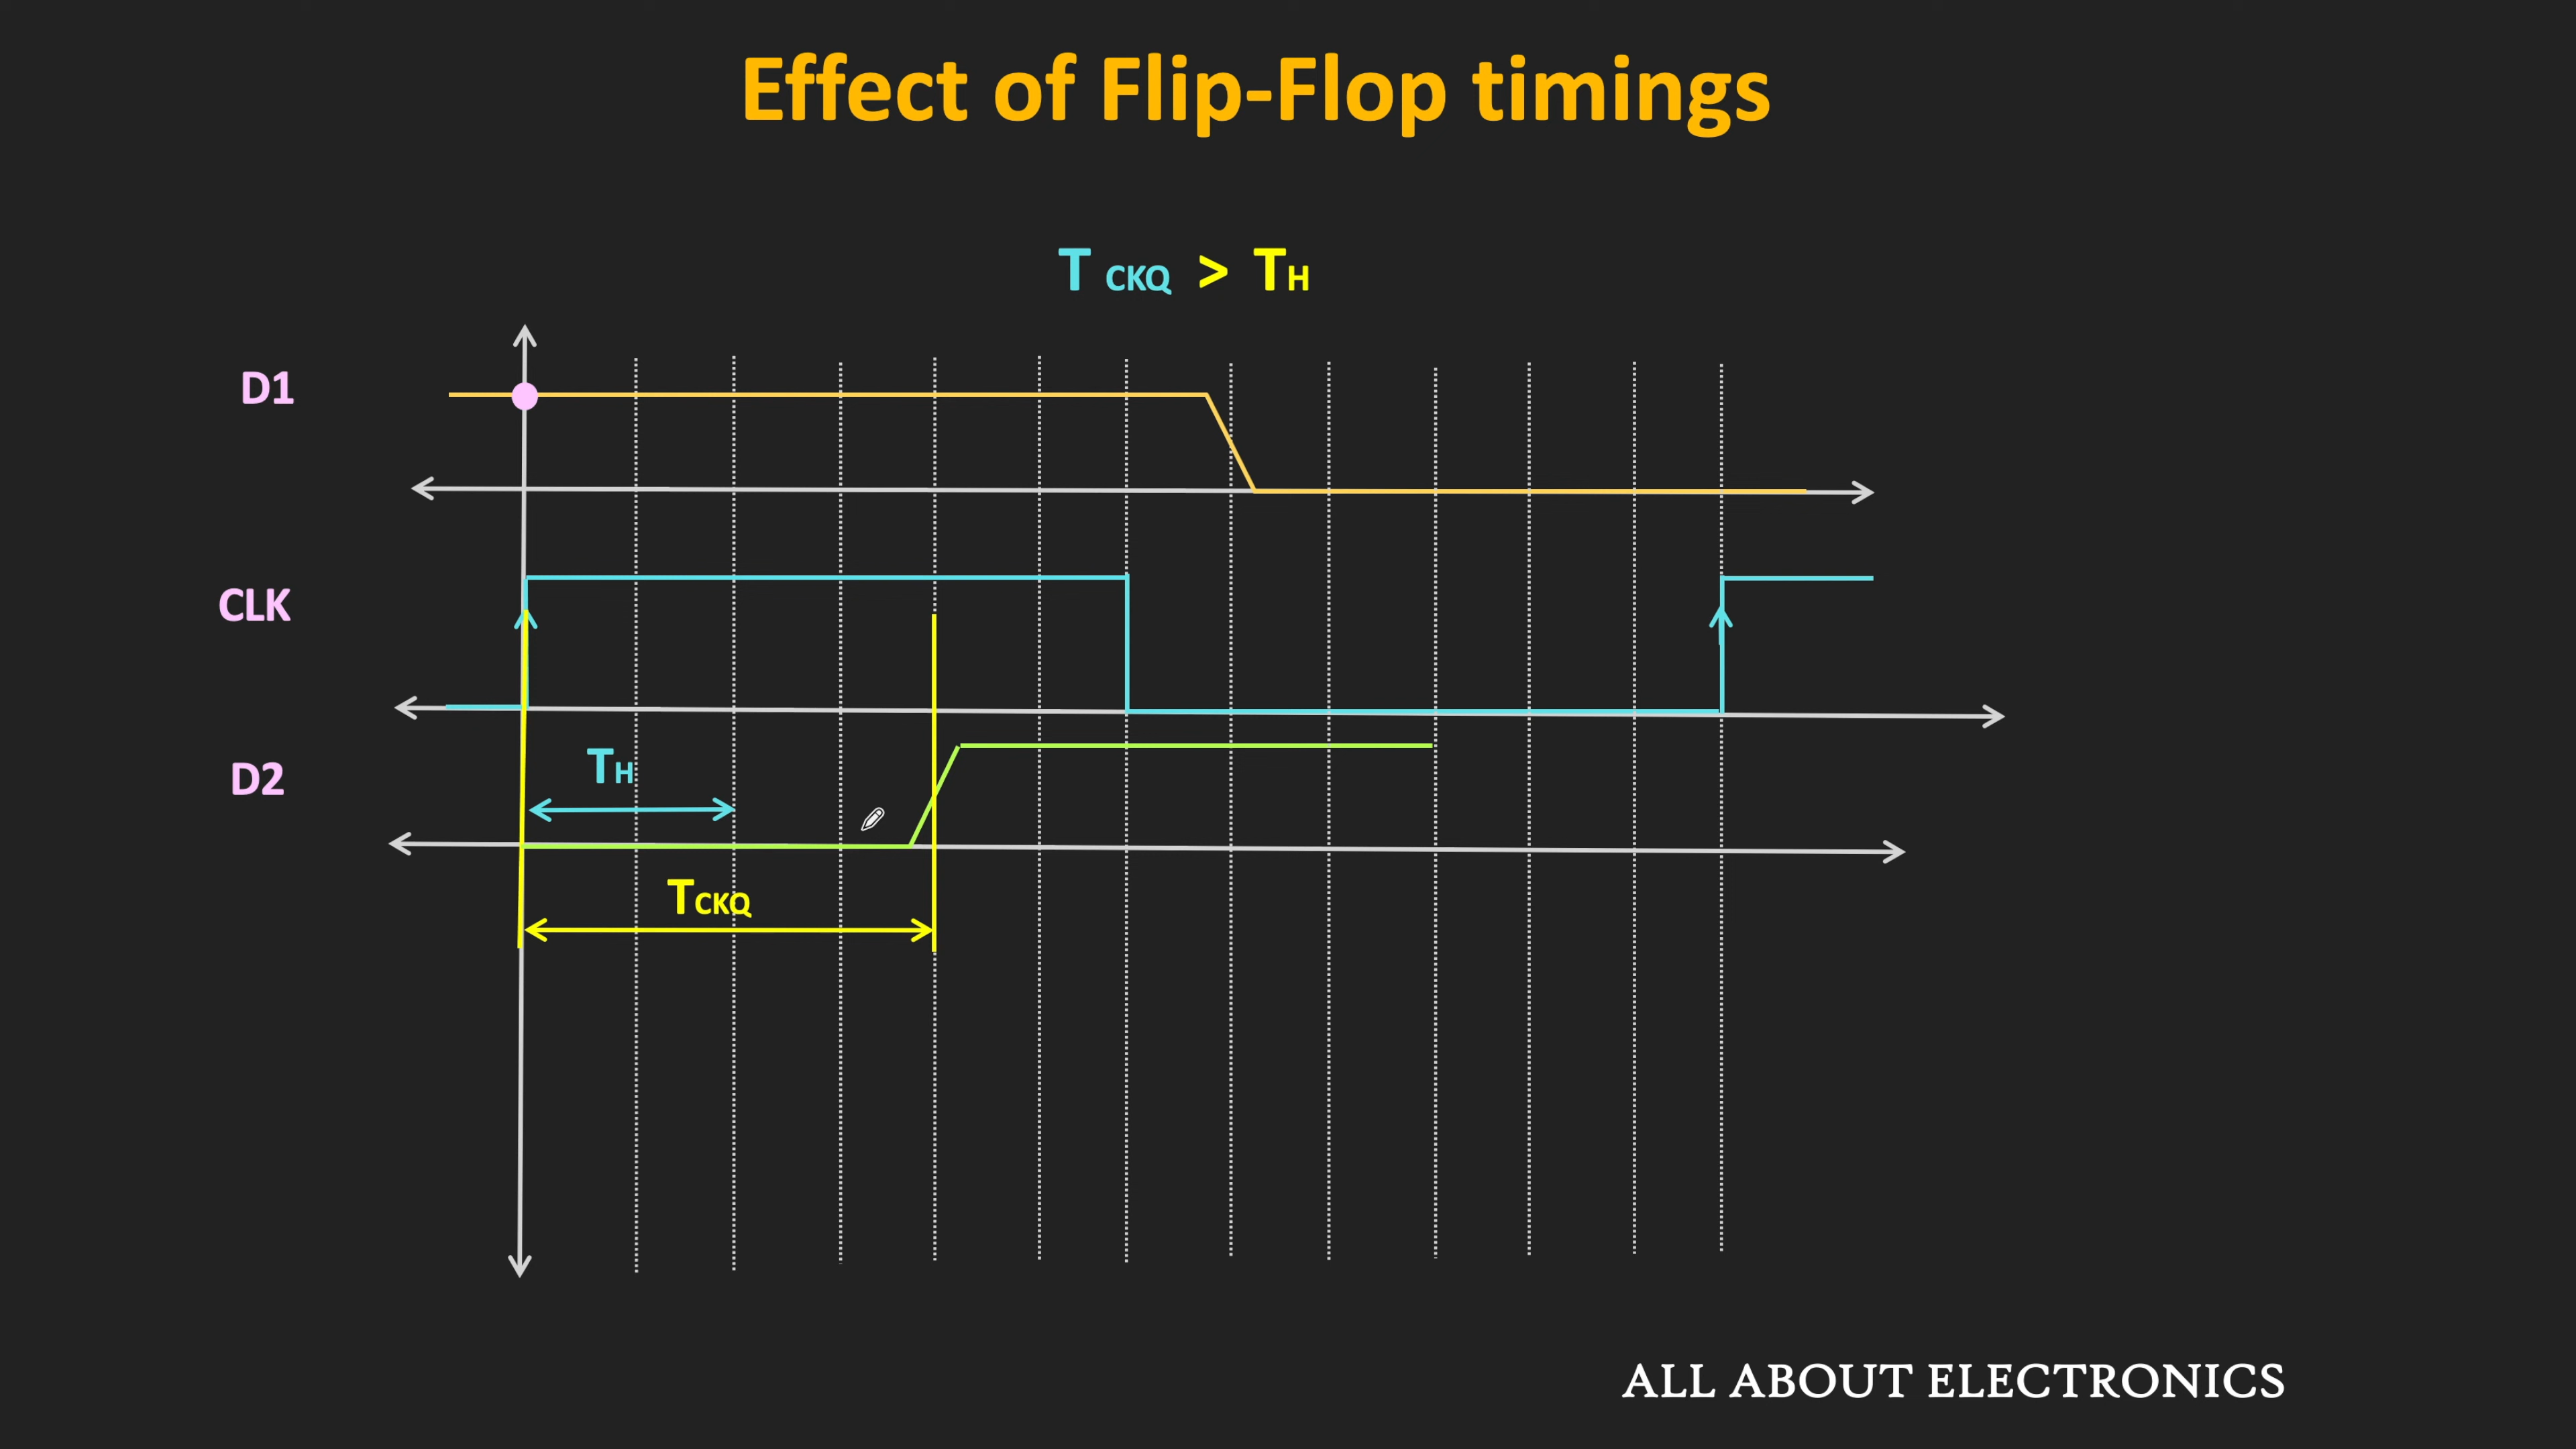 Effect of Flip-Flop timings
T CKQ > TH
D1
CLK
TH
D2
TCKQ
ALL ABOUT ELECTRONICS